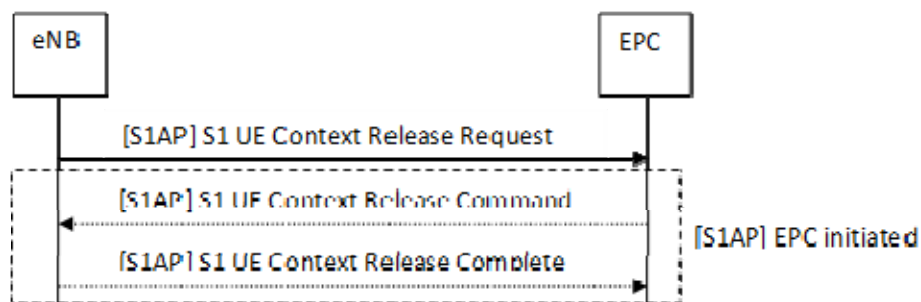 eNB
EPC
[S1AP] S1 UE Context Release Request
[S1AP] S1 UE Context Release Command
[S1AP] EPC initiated
[S1AP] S1 UE Context Release Complete